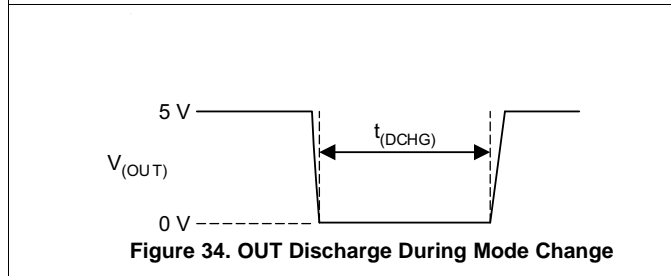 5 V
t(DCHG)
V(OUT)
0 V
Figure 34. OUT Discharge During Mode Change